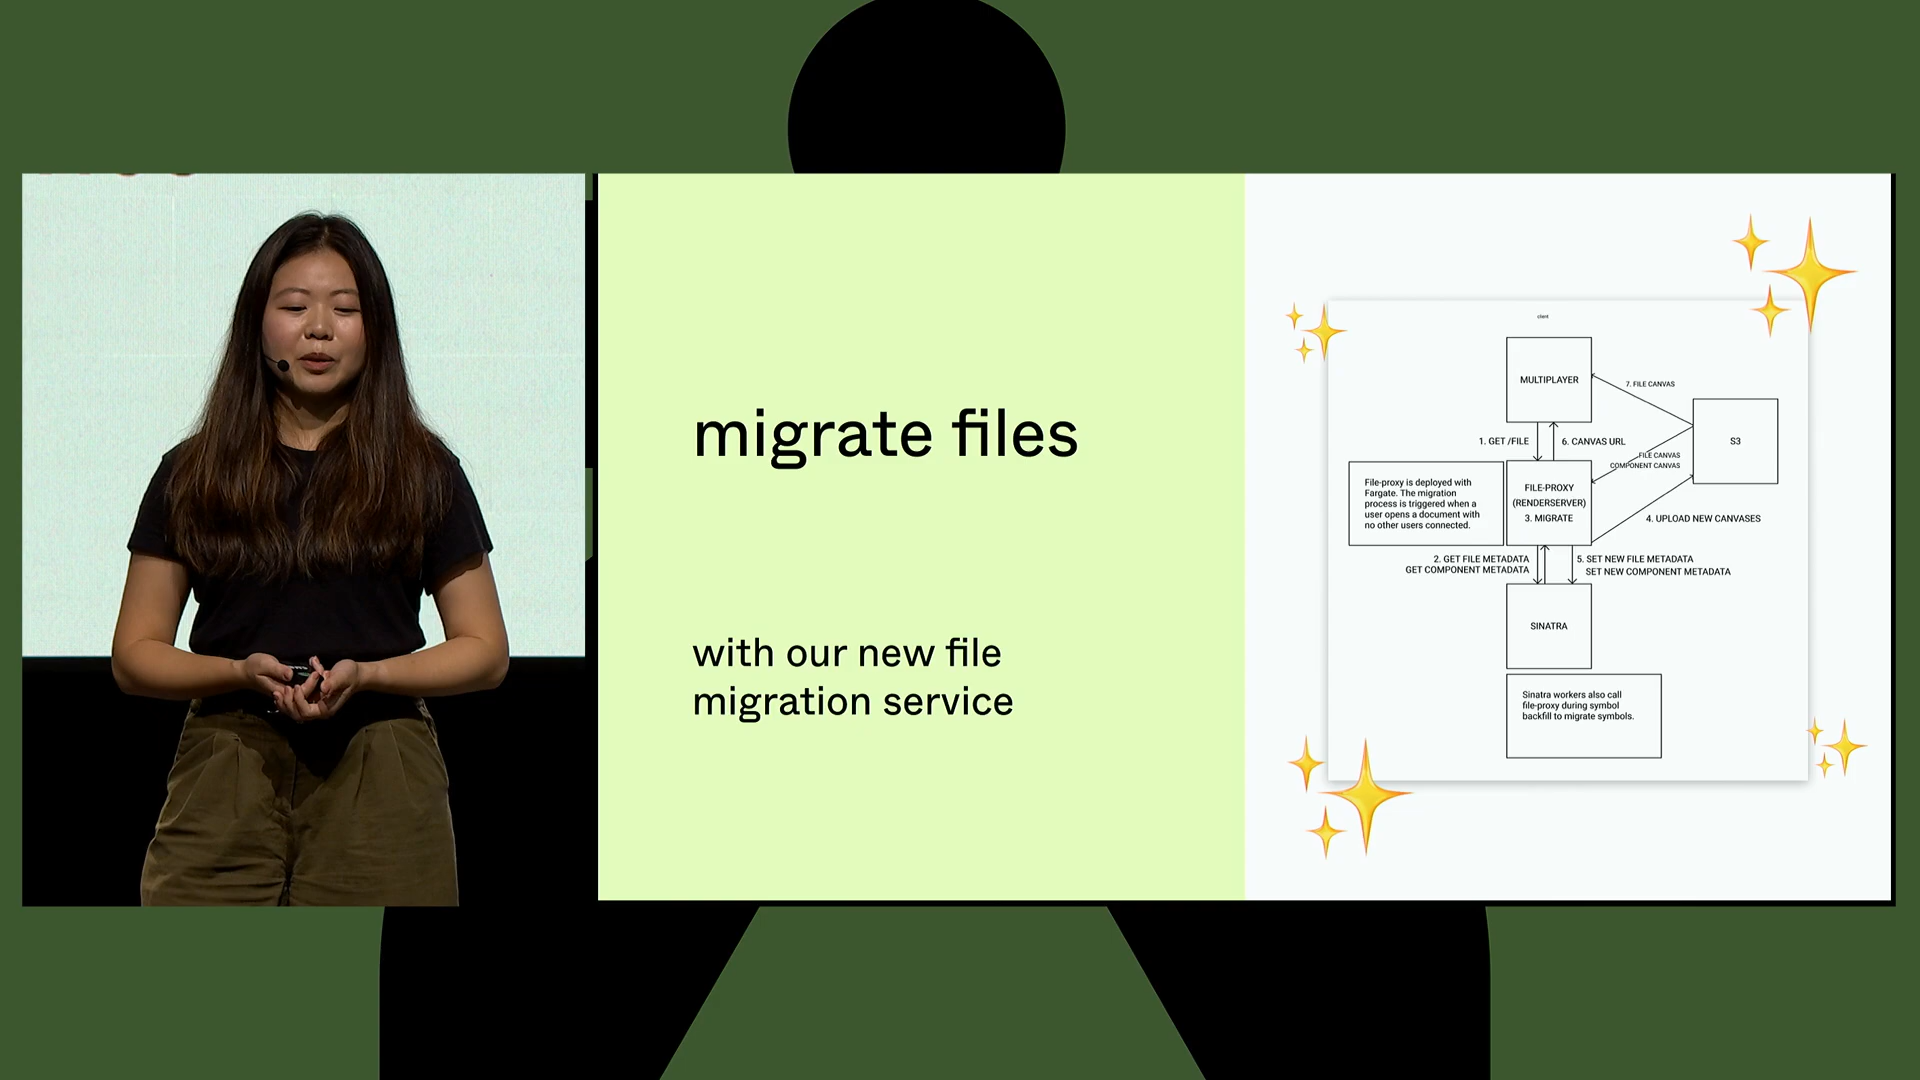 migrate files
with our new file
migration service
client
MULTIPLAYER
7. FILE CANVAS
S3
1. GET /FILE
6. CANVAS URL
FILE CANVAS
COMPONENT CANVAS
File-proxy is deployed with
Fargate. The migration
process is triggered when a
user opens a document with
no other users connected.
FILE-PROXY
(RENDERSERVER)
3. MIGRATE
4. UPLOAD NEW CANVASES
2. GET FILE METADATA
GET COMPONENT METADATA
5. SET NEW FILE METADATA
SET NEW COMPONENT METADATA
SINATRA
Sinatra workers also call
file-proxy during symbol
backfill to migrate symbols.